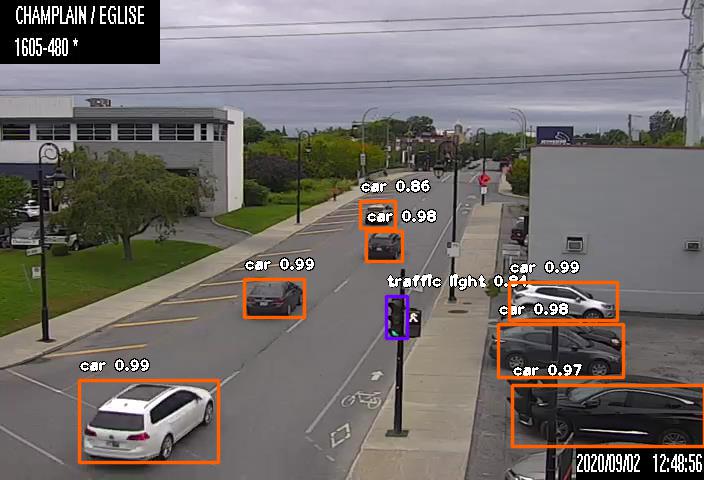 CHAMPLAIN / EGLISE
1605-480 *
car 0.86
car 0.98
car 0.99
traffic light 0.84
car 0.99
car 0.98
car 0.99
car 0.97
2020/09/02 12:48:56